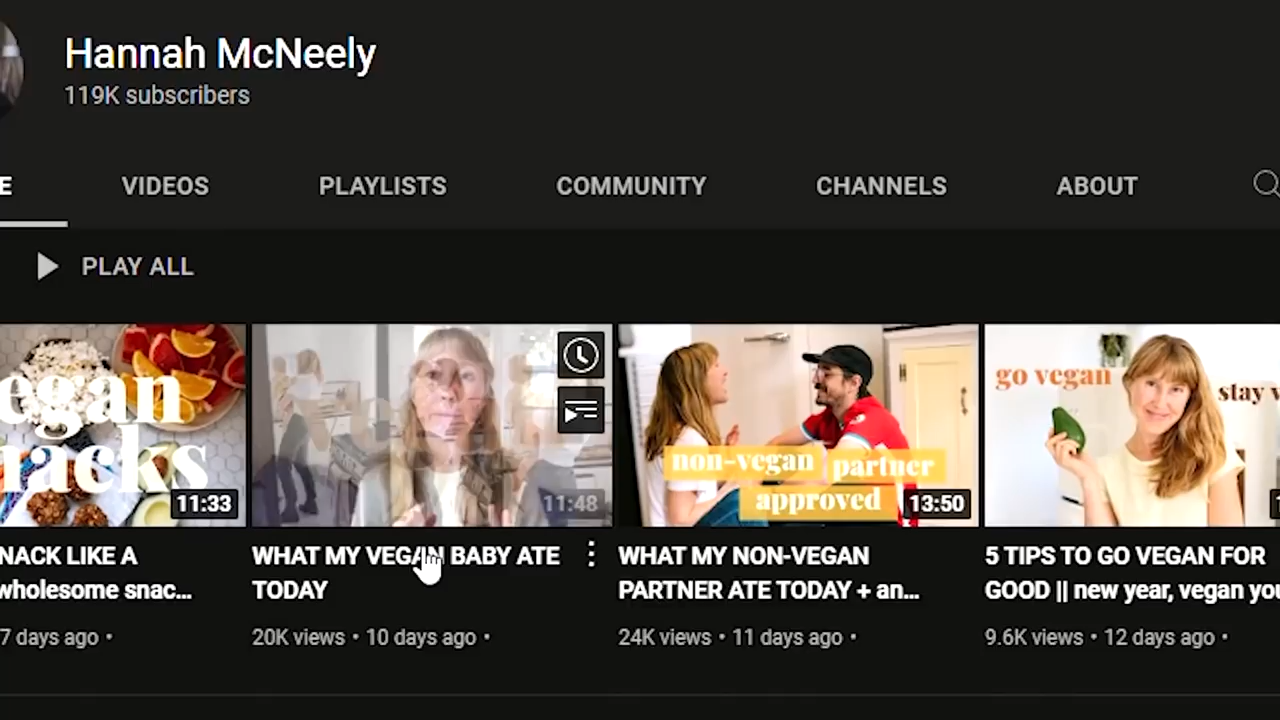 Hannah McNeely
119K subscribers
E
VIDEOS
PLAYLISTS
COMMUNITY
CHANNELS
ABOUT
PLAY ALL
egan
nacks
11:33
11:48
non-vegan partner
approved
13:50
go vegan
stay v
NACK LIKE A
wholesome snac...
7 days ago •
WHAT MY VEGAN BABY ATE
TODAY
20K views • 10 days ago •
WHAT MY NON-VEGAN
PARTNER ATE TODAY + an...
24K views • 11 days ago •
5 TIPS TO GO VEGAN FOR
GOOD || new year, vegan you
9.6K views • 12 days ago •